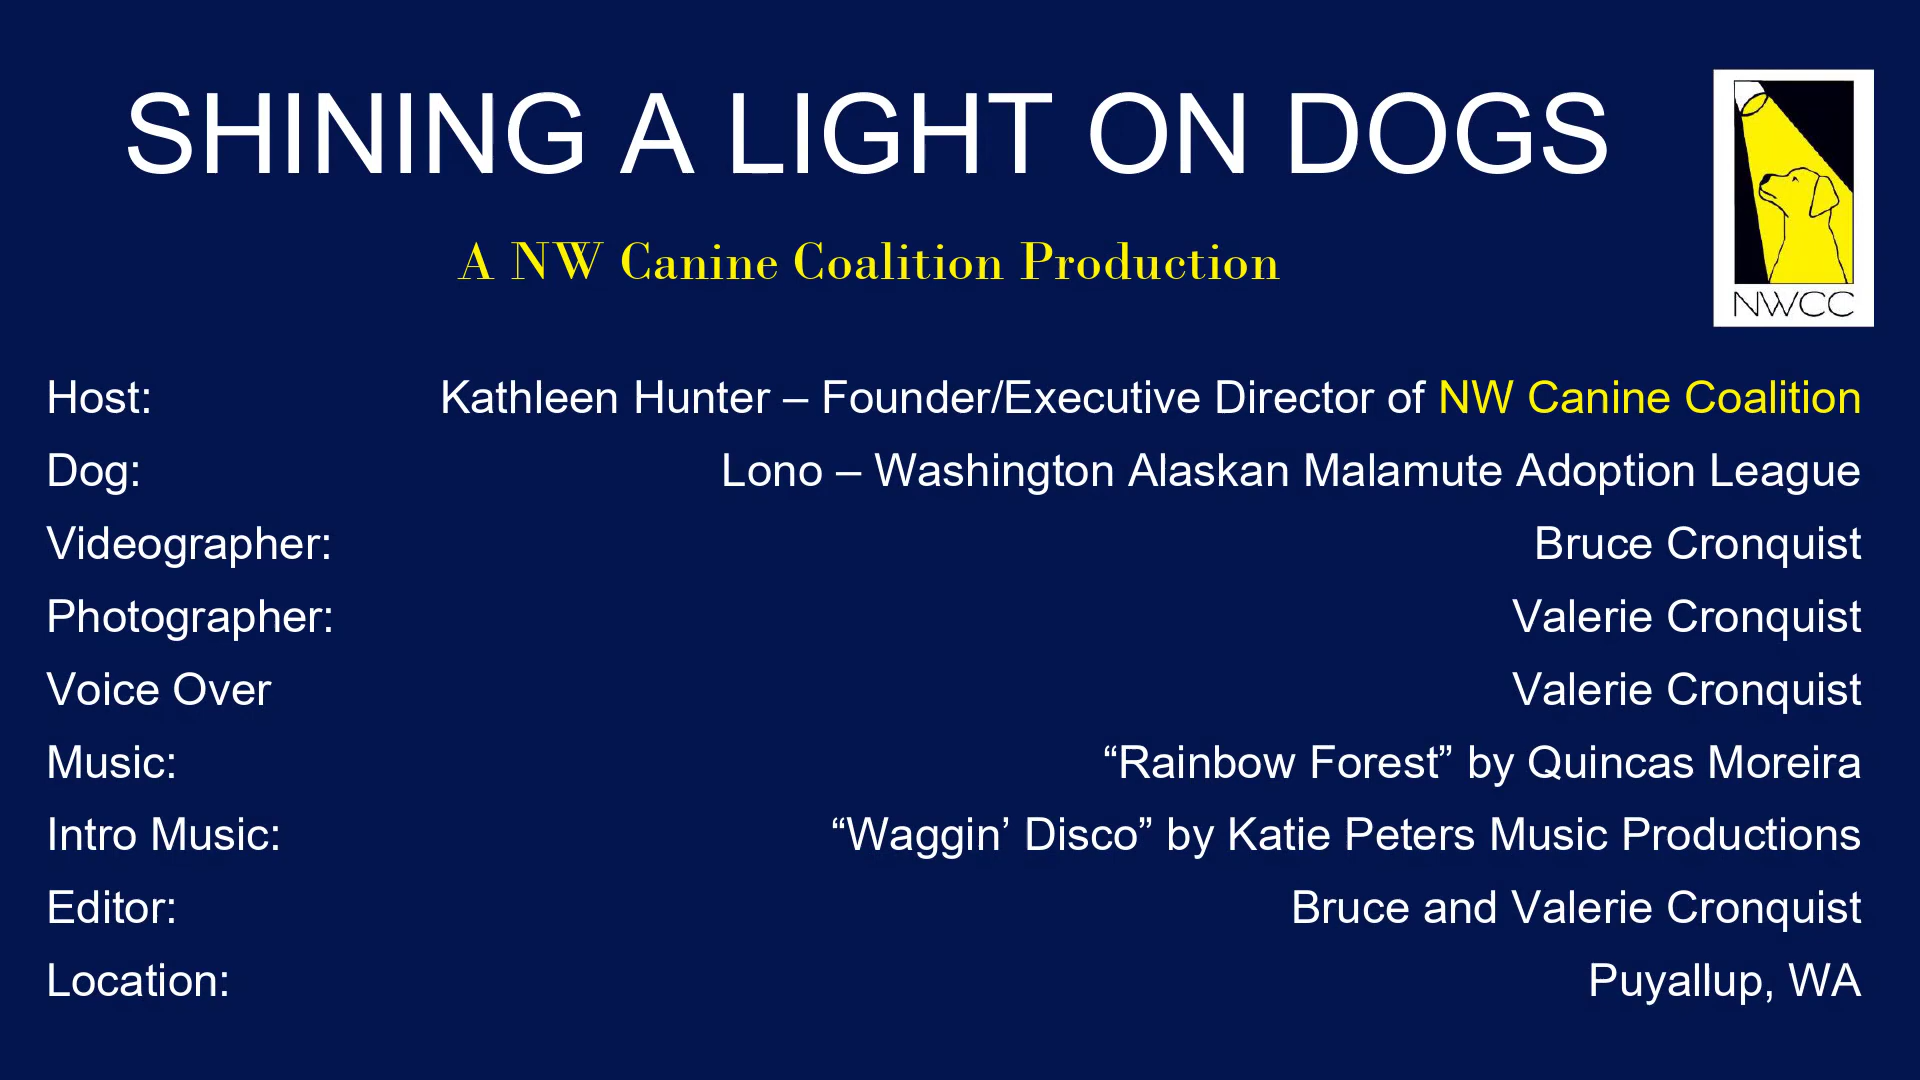 SHINING A LIGHT ON DOGS
A NW Canine Coalition Production
NWCC
Host: Kathleen Hunter – Founder/Executive Director of NW Canine Coalition
Dog: Lono – Washington Alaskan Malamute Adoption League
Videographer: Bruce Cronquist
Photographer: Valerie Cronquist
Voice Over Valerie Cronquist
Music: “Rainbow Forest” by Quincas Moreira
Intro Music: “Waggin’ Disco” by Katie Peters Music Productions
Editor: Bruce and Valerie Cronquist
Location: Puyallup, WA